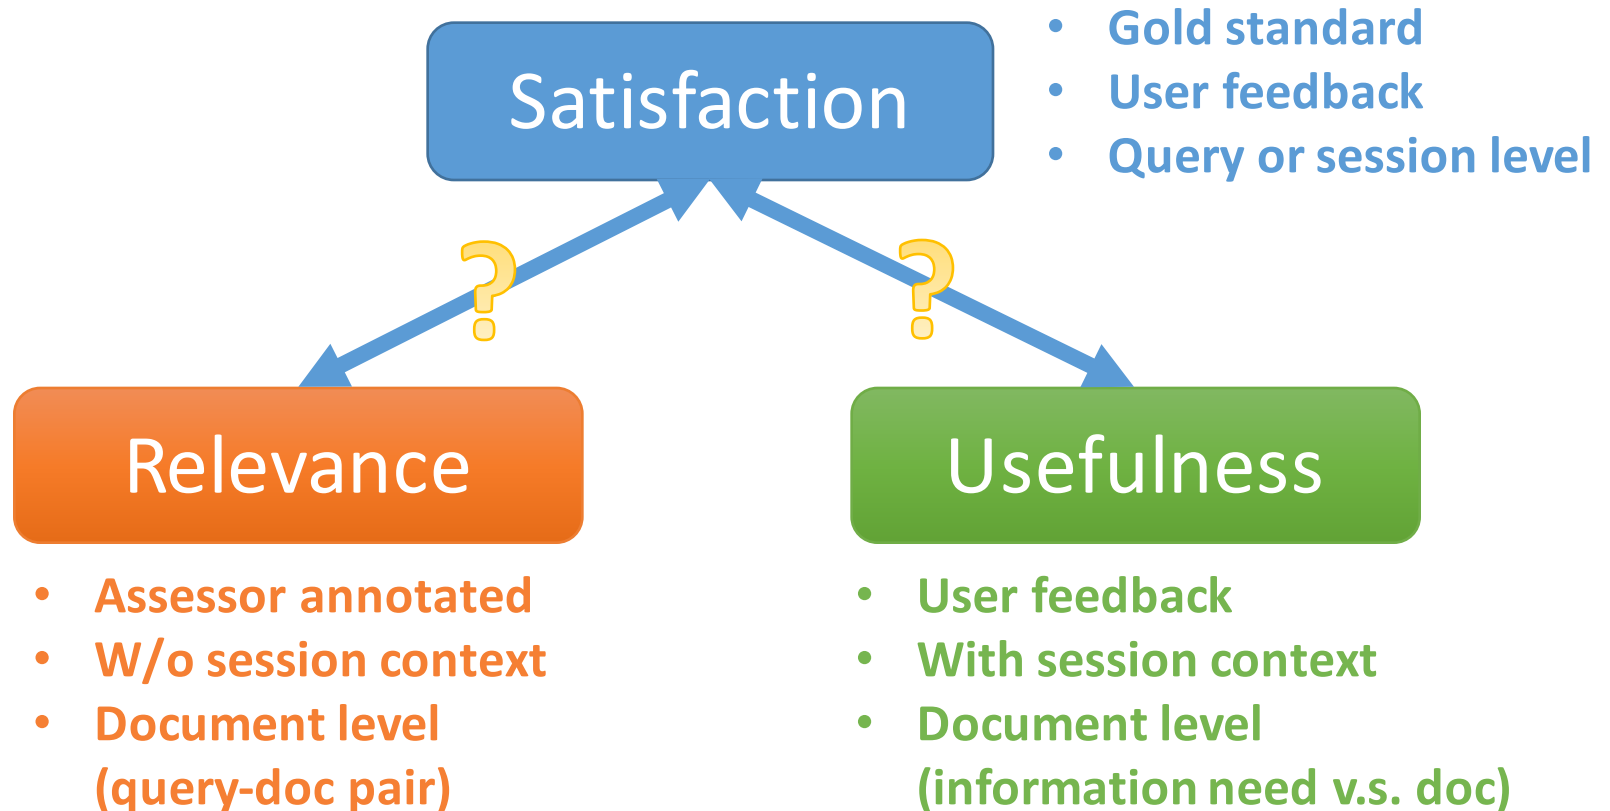 Satisfaction
• Gold standard
• User feedback
• Query or session level
?
?
Relevance
• Assessor annotated
• W/o session context
• Document level
(query-doc pair)
Usefulness
• User feedback
• With session context
• Document level
(information need v.s. doc)